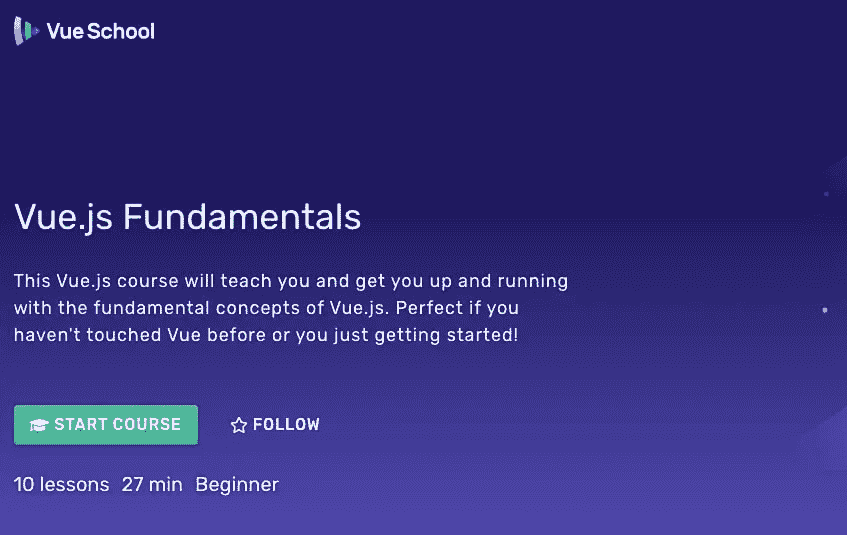 Vue School
Vue.js Fundamentals
This Vue.js course will teach you and get you up and running
with the fundamental concepts of Vue.js. Perfect if you
haven't touched Vue before or you just getting started!
START COURSE FOLLOW
10 lessons 27 min Beginner